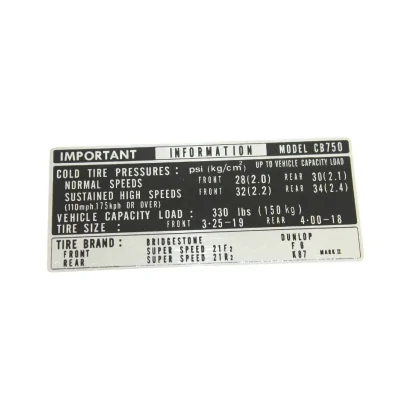 IMPORTANT INFORMATION MODEL CB750
COLD TIRE PRESSURES : psi (kg/cm²) UP TO VEHICLE CAPACITY LOAD
NORMAL SPEEDS FRONT 28(2.0) REAR 30(2.1)
SUSTAINED HIGH SPEEDS FRONT 32(2.2) REAR 34(2.4)
(110mph.175kph OR OVER)
VEHICLE CAPACITY LOAD : 330 lbs (150kg)
TIRE SIZE : FRONT 3·25-19 REAR 4·00-18
TIRE BRAND : BRIDGESTONE DUNLOP
FRONT SUPER SPEED 21F2 F6
REAR SUPER SPEED 21R2 K87 MARK II